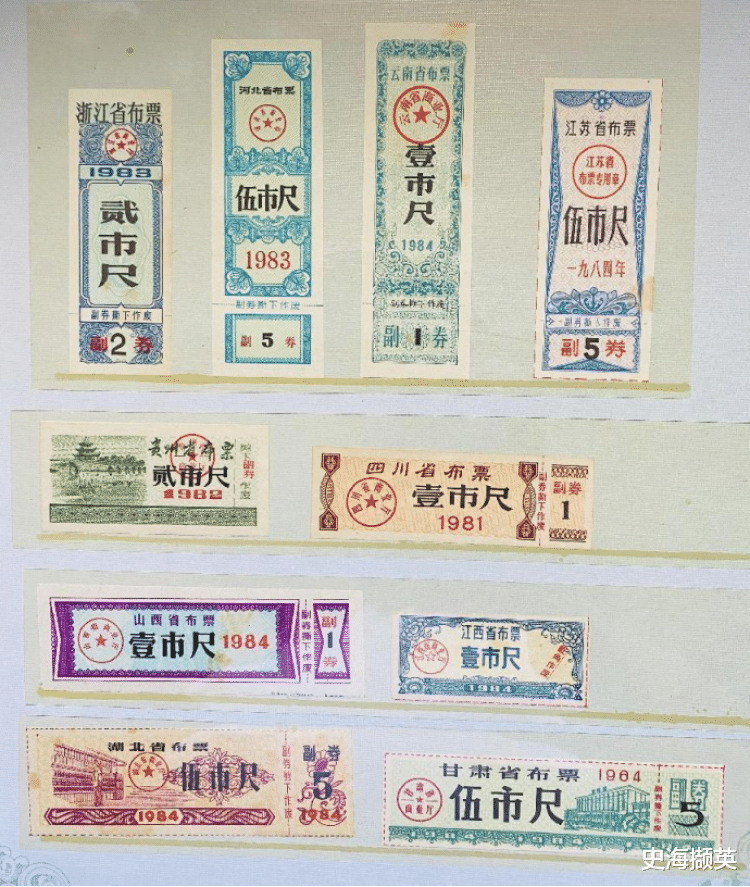 浙江省布票
1983
贰市尺
副券撕下作废
副2券
河北省布票
伍市尺
1983
副券撕下作废
副 5 券
云南省布票
云南省商业厅
壹市尺
1984
副券撕下作废
副1券
江苏省布票
江苏省
布票专用章
伍市尺
一九八四年
副券撕下作废
副5券
贵州省布票
贰市尺
1982
副券
四川省布票
四川省商业厅
壹市尺
1981
副券撕下作废
副券
1
山西省布票
壹市尺 1984
副券撕下作废
副
1
券
江西省布票
壹市尺
1984
湖北省布票
伍市尺
1984
副券撕下作废
副券
5
1984
甘肃省布票 1964
伍市尺
副券撕下作废
5
史海撷英